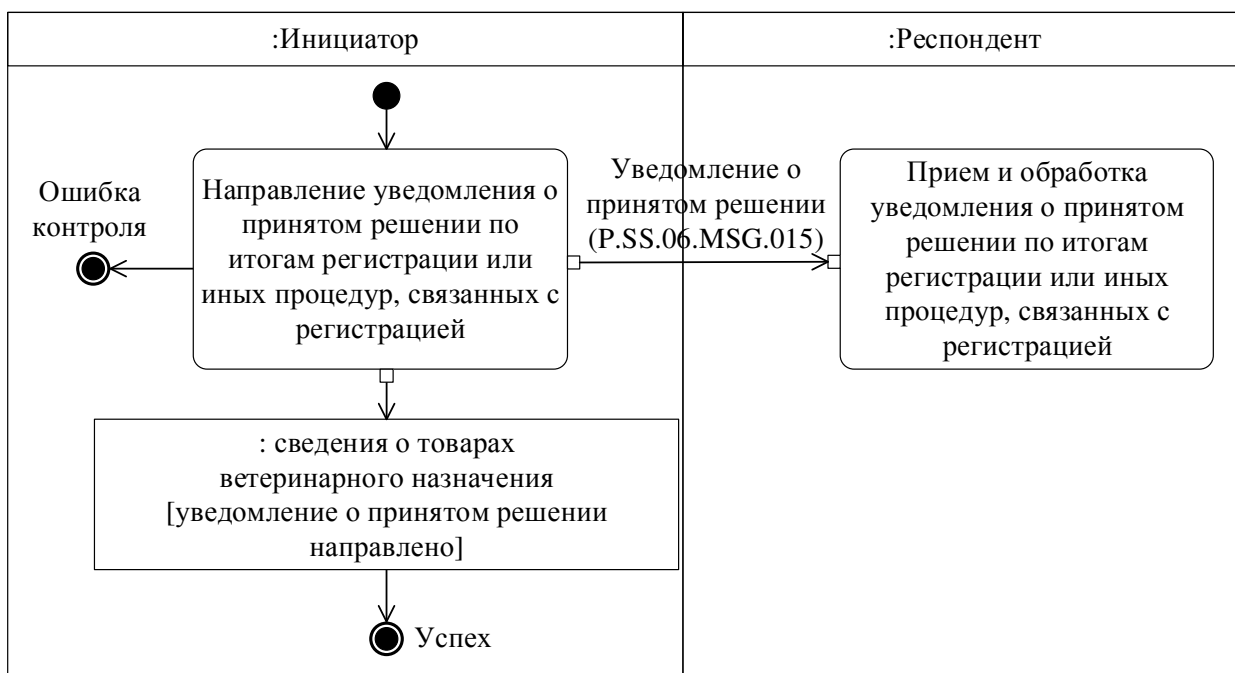 :Инициатор
:Респондент
Ошибка
контроля
Направление уведомления о
принятом решении по
итогам регистрации или
иных процедур, связанных с
регистрацией
Уведомление о
принятом решении
(P.SS.06.MSG.015)
Прием и обработка
уведомления о принятом
решении по итогам
регистрации или иных
процедур, связанных с
регистрацией
: сведения о товарах
ветеринарного назначения
[уведомление о принятом решении
направлено]
Успех